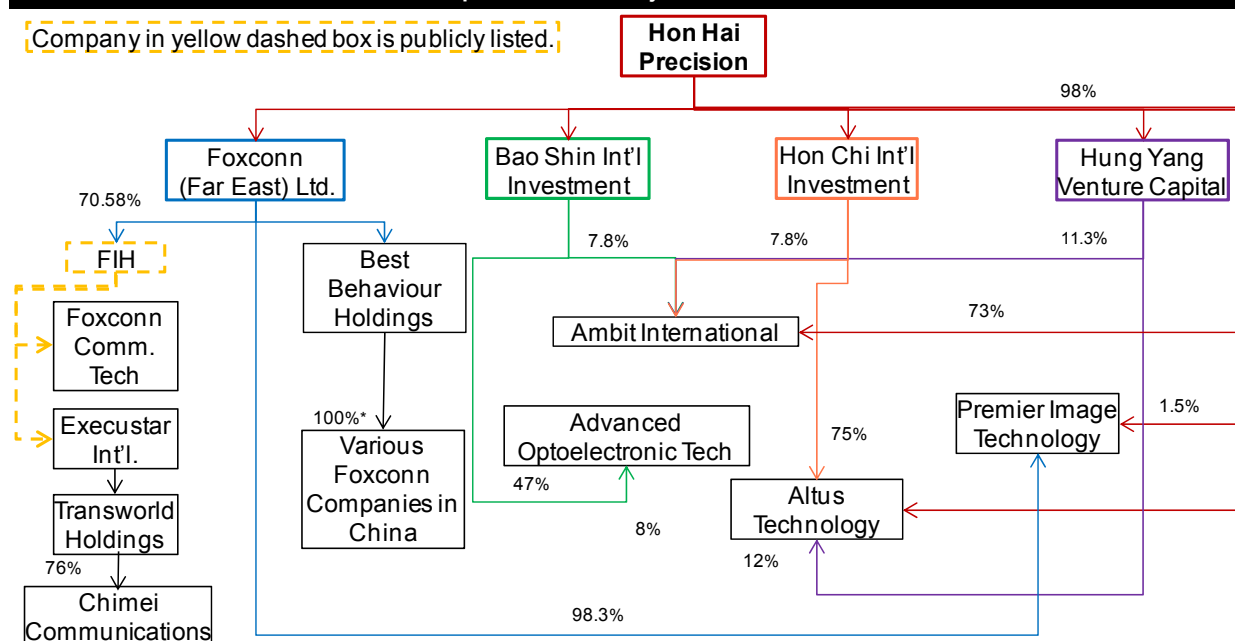 Company in yellow dashed box is publicly listed.
Hon Hai
Precision
98%
Foxconn
(Far East) Ltd.
Bao Shin Int'l
Investment
Hon Chi Int'l
Investment
Hung Yang
Venture Capital
70.58%
7.8%
7.8%
11.3%
FIH
Best
Behaviour
Holdings
Foxconn
Comm.
Tech
Ambit International
73%
Execustar
Int'l.
100%*
Various
Foxconn
Companies in
China
Advanced
Optoelectronic Tech
75%
Premier Image
Technology
1.5%
47%
8%
Altus
Technology
Transworld
Holdings
12%
76%
Chimei
Communications
98.3%